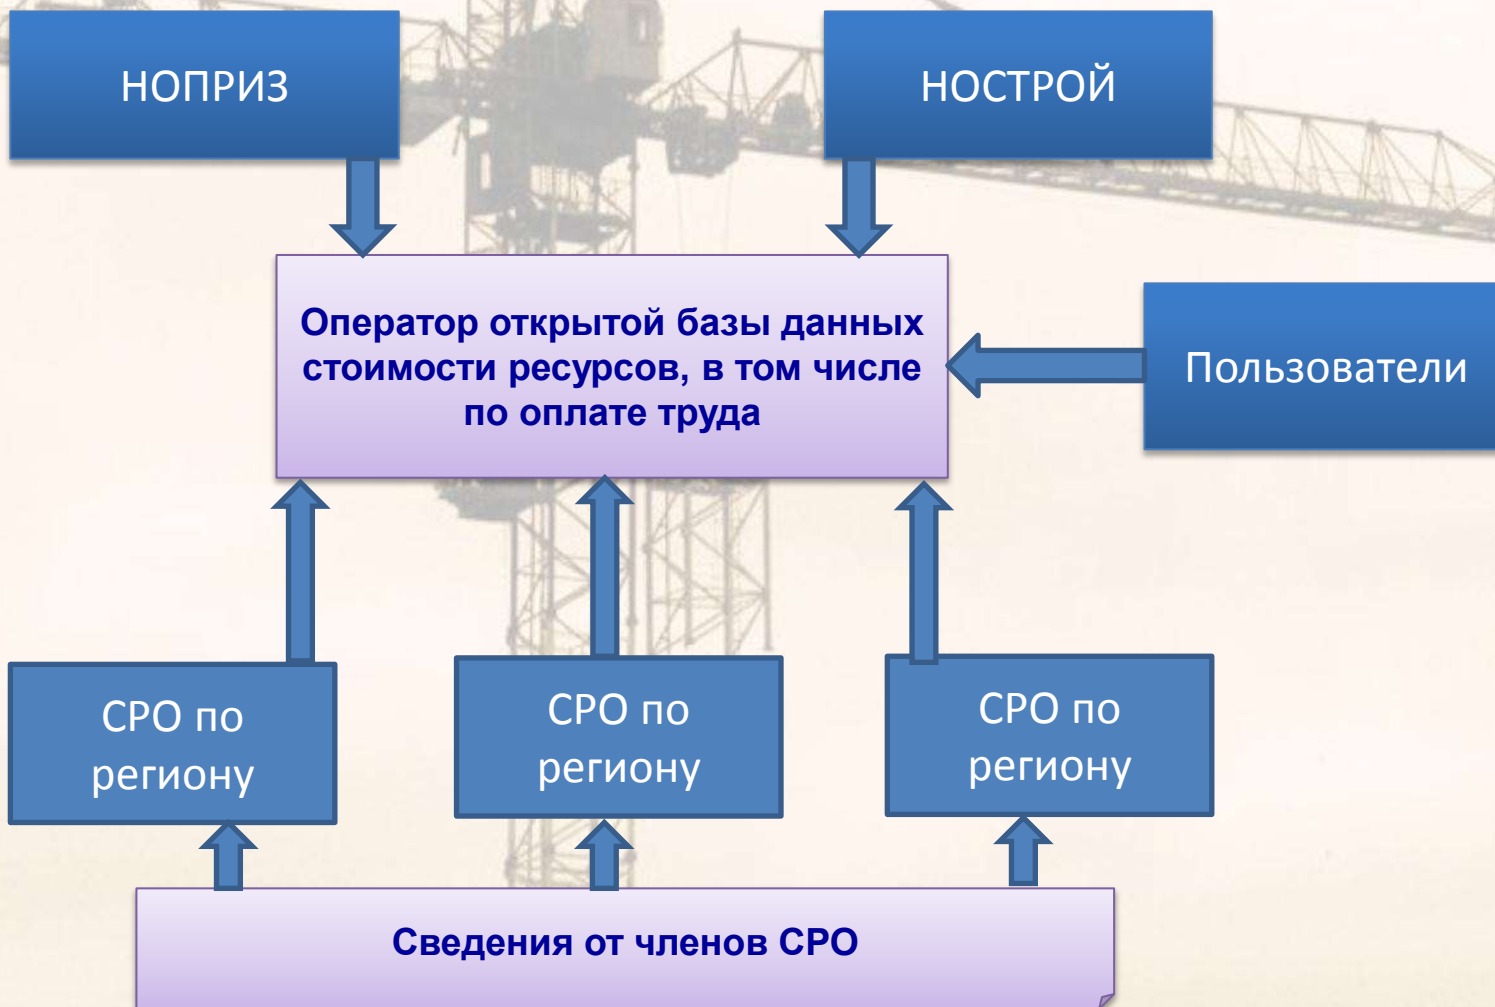 НОПРИЗ
НОСТРОЙ
Оператор открытой базы данных
стоимости ресурсов, в том числе
по оплате труда
Пользователи
СРО по
региону
СРО по
региону
СРО по
региону
Сведения от членов СРО